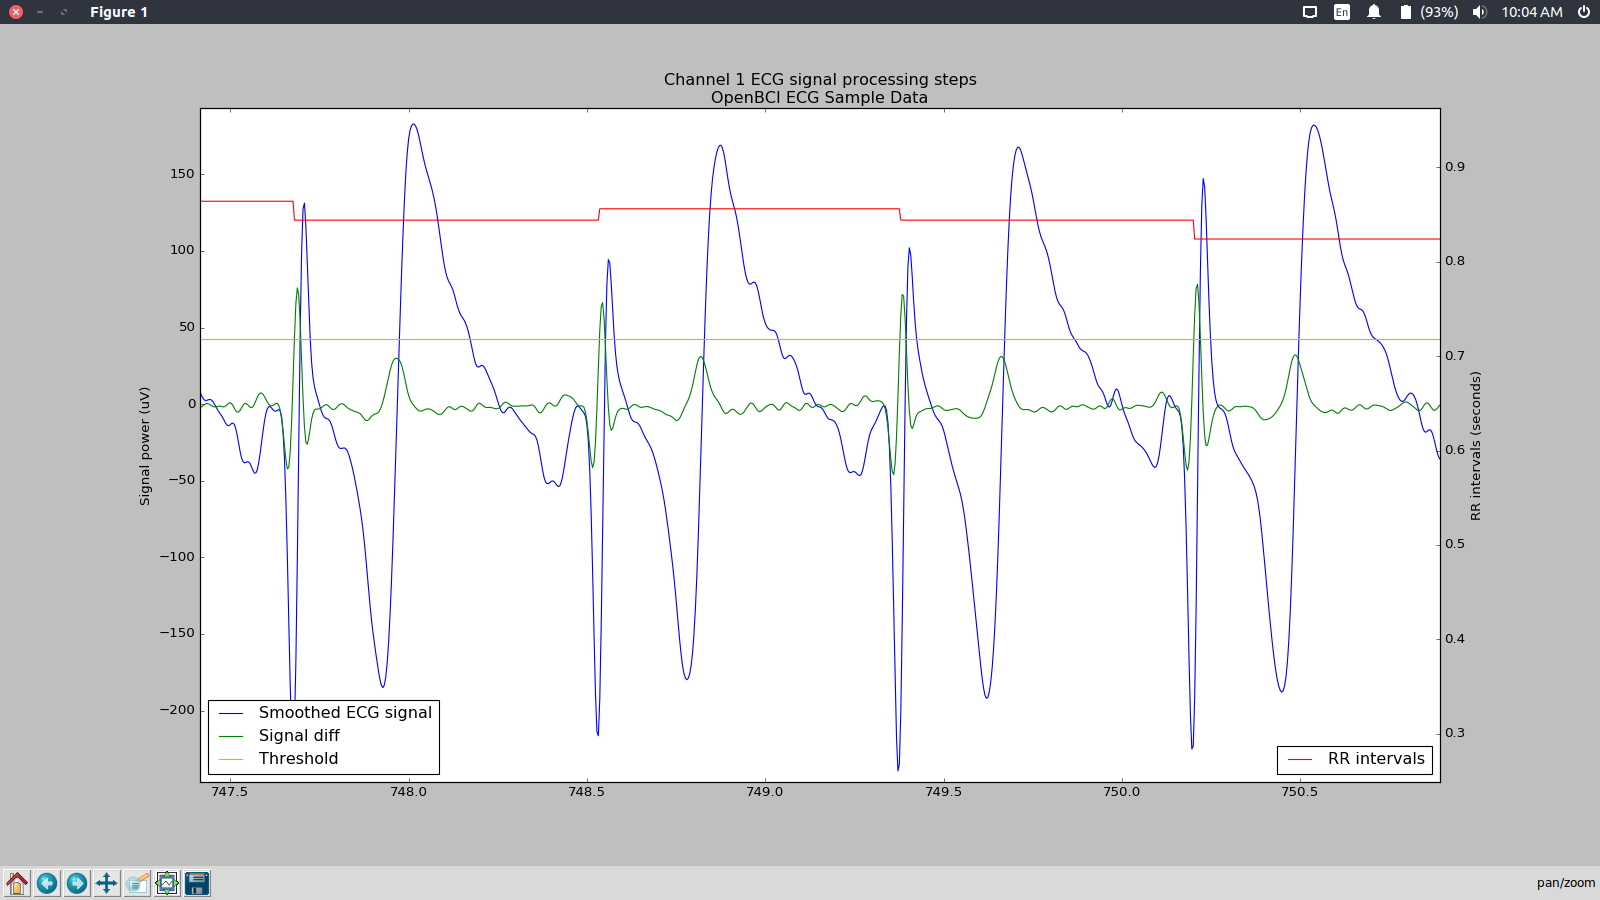 Figure 1
En
(93%)
10:04 AM
Channel 1 ECG signal processing steps
OpenBCI ECG Sample Data
150
100
50
0
−50
−100
−150
−200
Signal power (uV)
0.9
0.8
0.7
0.6
0.5
0.4
0.3
RR intervals (seconds)
Smoothed ECG signal
Signal diff
Threshold
RR intervals
747.5 748.0 748.5 749.0 749.5 750.0 750.5
pan/zoom